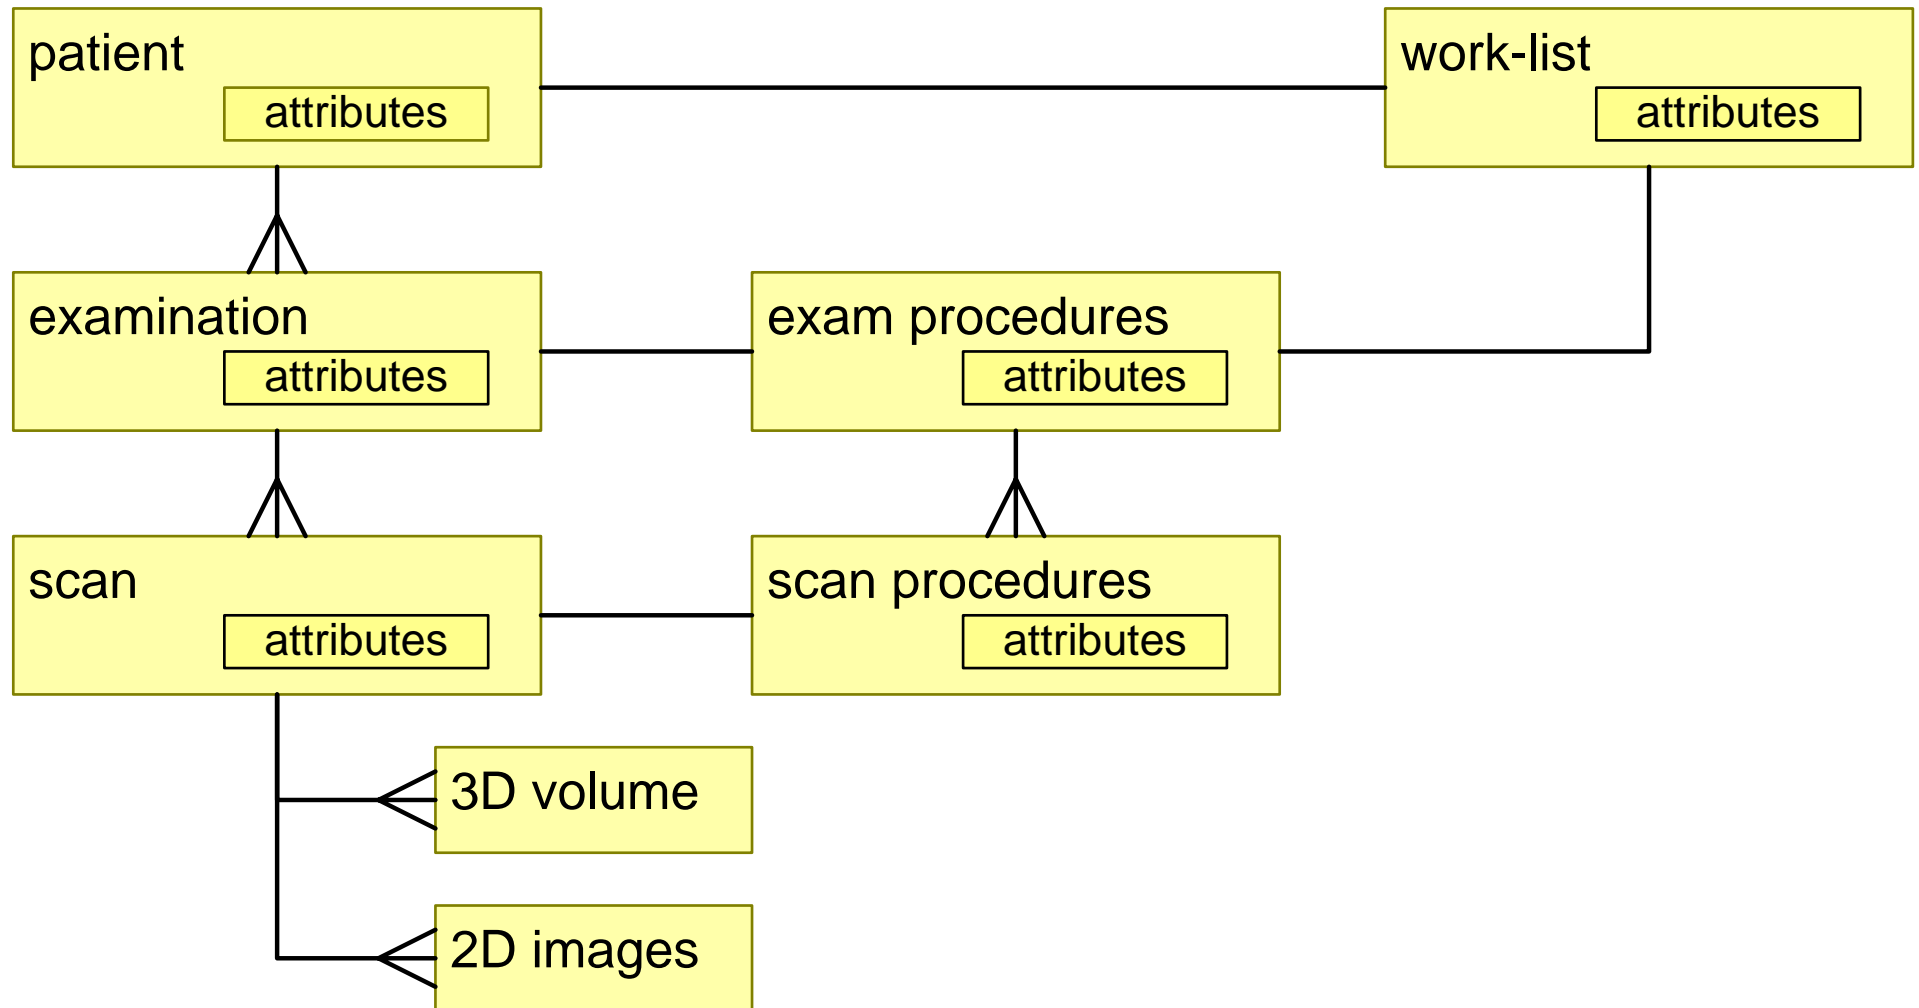 patient
attributes
work-list
attributes
examination
attributes
exam procedures
attributes
scan
attributes
scan procedures
attributes
3D volume
2D images